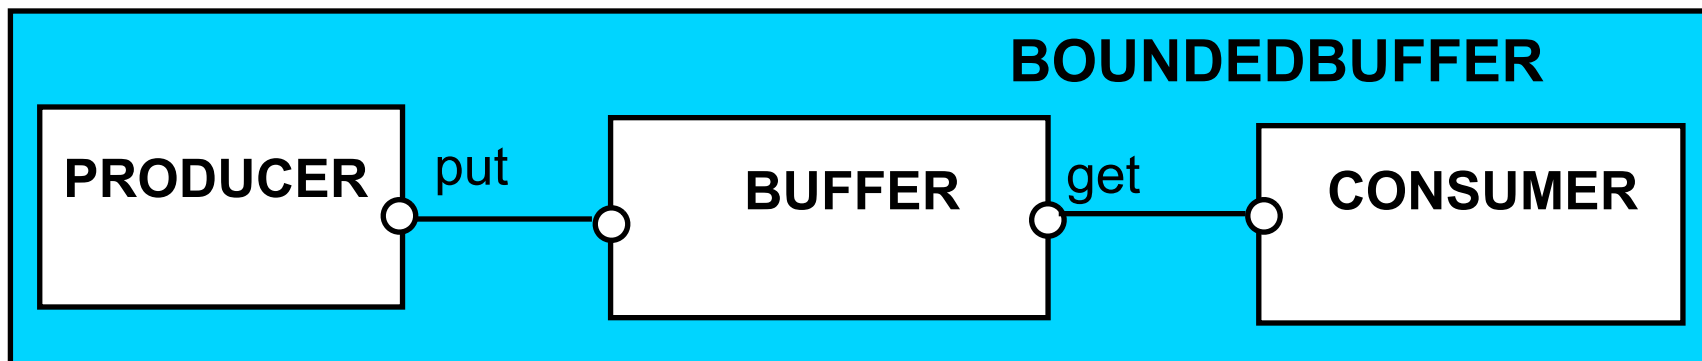 BOUNDEDBUFFER
PRODUCER
put
BUFFER
get
CONSUMER